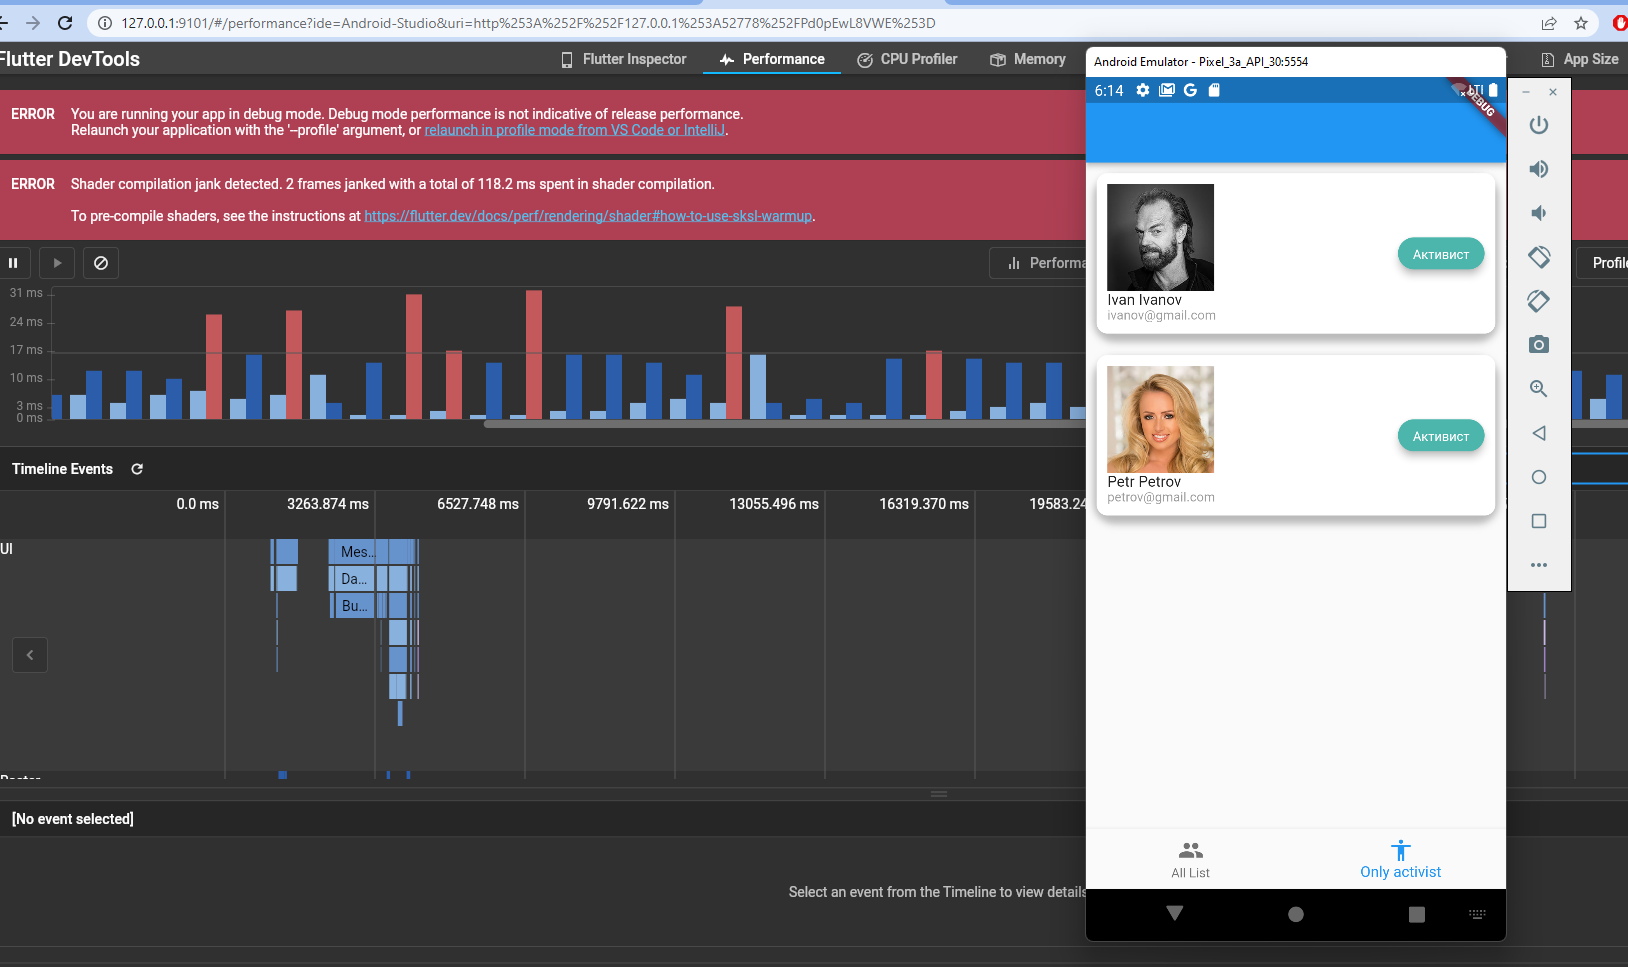 127.0.0.1:9101/#/performance?ide=Android-Studio&uri=http%253A%252F%252F127.0.0.1%253A52778%252FPd0pEwL8VWE%253D
Flutter DevTools
Flutter Inspector
Performance
CPU Profiler
Memory
App Size
ERROR You are running your app in debug mode. Debug mode performance is not indicative of release performance.
Relaunch your application with the '--profile' argument, or relaunch in profile mode from VS Code or IntelliJ.
ERROR Shader compilation jank detected. 2 frames janked with a total of 118.2 ms spent in shader compilation.
To pre-compile shaders, see the instructions at https://flutter.dev/docs/perf/rendering/shader#how-to-use-sksl-warmup.
Performa
Profile
31 ms
24 ms
17 ms
10 ms
3 ms
0 ms
Timeline Events
0.0 ms 3263.874 ms 6527.748 ms 9791.622 ms 13055.496 ms 16319.370 ms 19583.24
UI
Mes...
Da...
Bu...
Raster
[No event selected]
Select an event from the Timeline to view details
Android Emulator - Pixel_3a_API_30:5554
6:14
DEBUG
Активист
Ivan Ivanov
ivanov@gmail.com
Активист
Petr Petrov
petrov@gmail.com
All List
Only activist